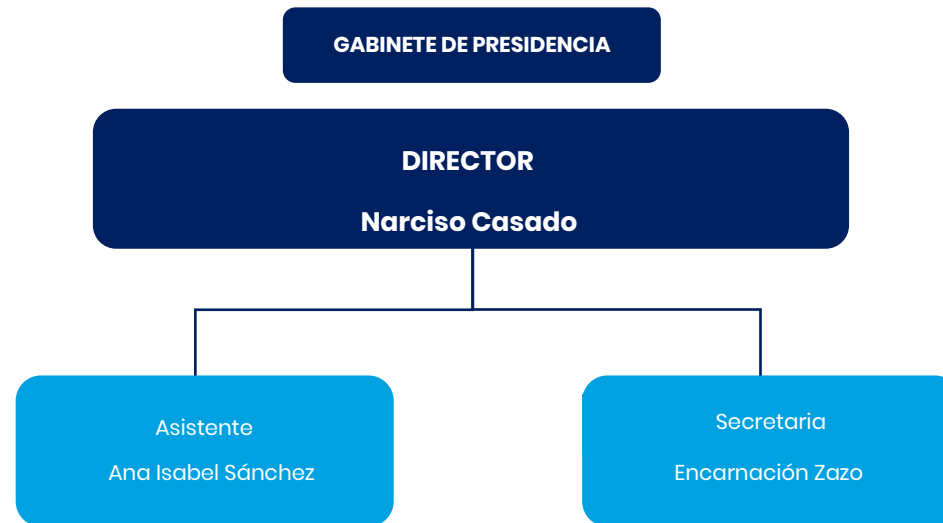 GABINETE DE PRESIDENCIA
DIRECTOR
Narciso Casado
Asistente
Ana Isabel Sánchez
Secretaria
Encarnación Zazo